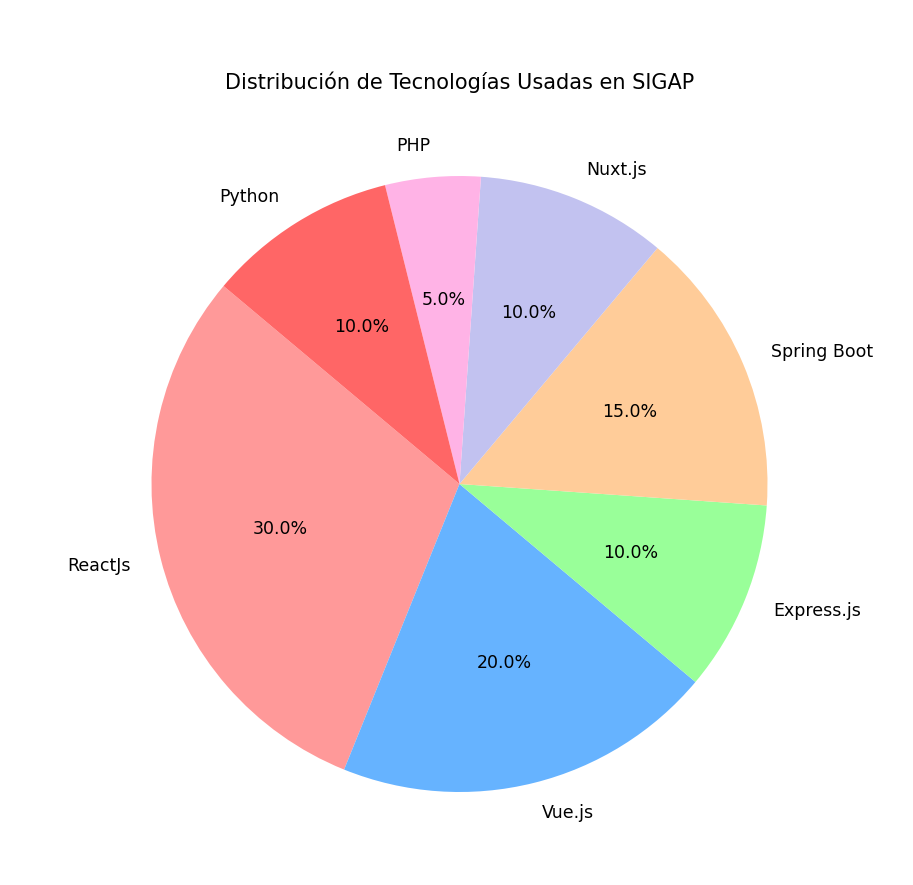 Distribución de Tecnologías Usadas en SIGAP
PHP
Nuxt.js
Python
5.0%
10.0%
10.0%
Spring Boot
15.0%
30.0%
10.0%
ReactJs
Express.js
20.0%
Vue.js